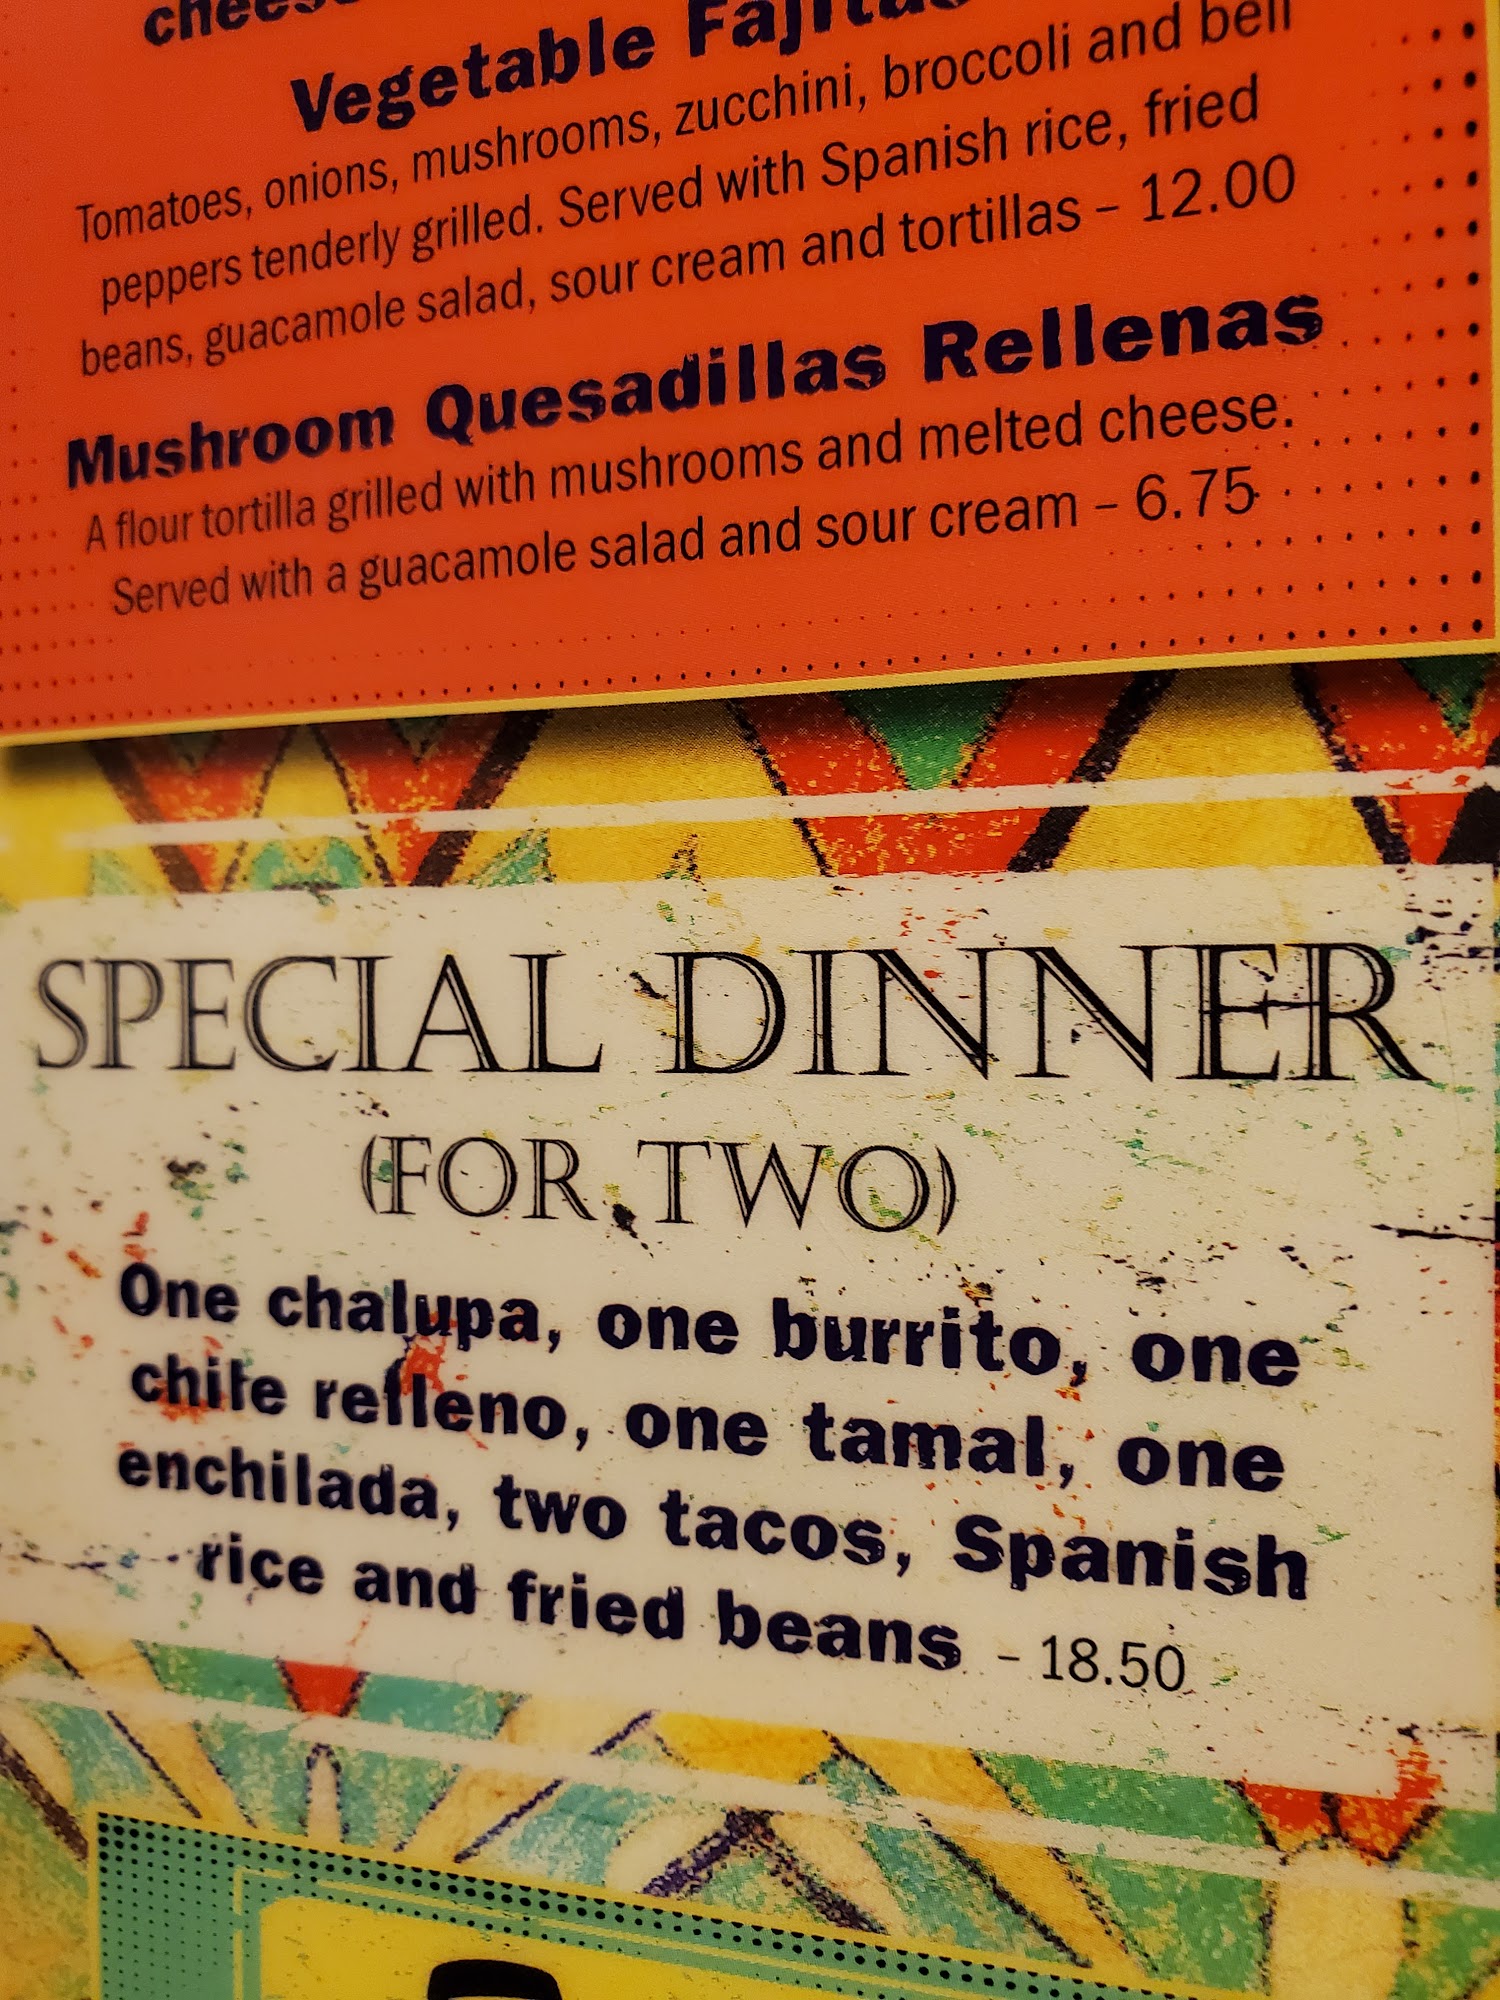 Vegetable Fajitas
Tomatoes, onions, mushrooms, zucchini, broccoli and bell
peppers tenderly grilled. Served with Spanish rice, fried
beans, guacamole salad, sour cream and tortillas – 12.00
Mushroom Quesadillas Rellenas
A flour tortilla grilled with mushrooms and melted cheese.
Served with a guacamole salad and sour cream – 6.75
SPECIAL DINNER
(FOR TWO)
One chalupa, one burrito, one
chile relleno, one tamal, one
enchilada, two tacos, Spanish
rice and fried beans – 18.50